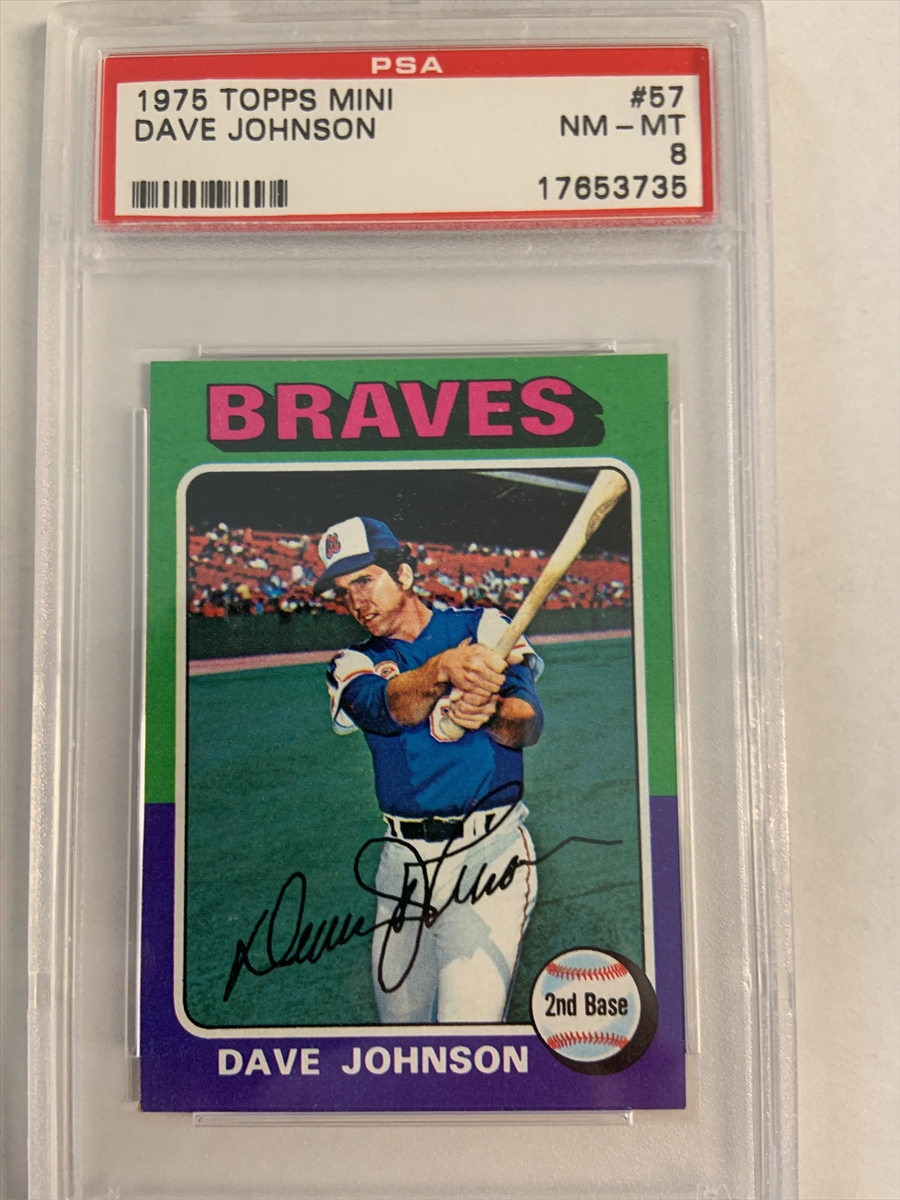 PSA
1975 TOPPS MINI #57
DAVE JOHNSON NM - MT
8
17653735
BRAVES
2nd Base
DAVE JOHNSON